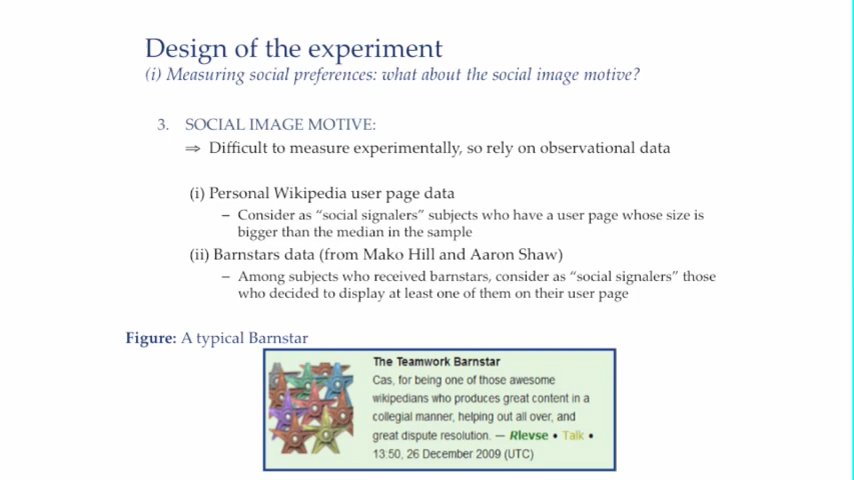 Design of the experiment
(i) Measuring social preferences: what about the social image motive?
3. SOCIAL IMAGE MOTIVE:
⇒ Difficult to measure experimentally, so rely on observational data
(i) Personal Wikipedia user page data
– Consider as “social signalers” subjects who have a user page whose size is
bigger than the median in the sample
(ii) Barnstars data (from Mako Hill and Aaron Shaw)
– Among subjects who received barnstars, consider as “social signalers” those
who decided to display at least one of them on their user page
Figure: A typical Barnstar
The Teamwork Barnstar
Cas, for being one of those awesome
wikipedians who produces great content in a
collegial manner, helping out all over, and
great dispute resolution. — Rlevse • Talk •
13:50, 26 December 2009 (UTC)